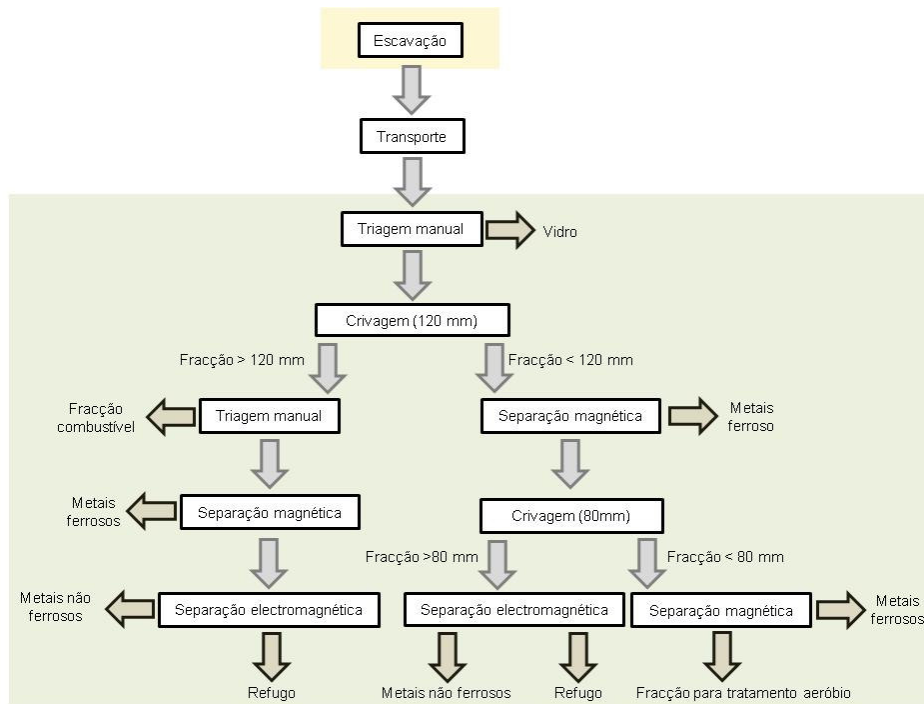 Escavação
Transporte
Triagem manual
Vidro
Crivagem (120 mm)
Fracção > 120 mm
Fracção < 120 mm
Fracção
combustível
Triagem manual
Separação magnética
Metais
ferroso
Metais
ferrosos
Separação magnética
Crivagem (80mm)
Fracção >80 mm
Fracção < 80 mm
Metais não
ferrosos
Separação electromagnética
Separação electromagnética
Separação magnética
Metais
ferrosos
Refugo
Metais não ferrosos
Refugo
Fracção para tratamento aeróbio